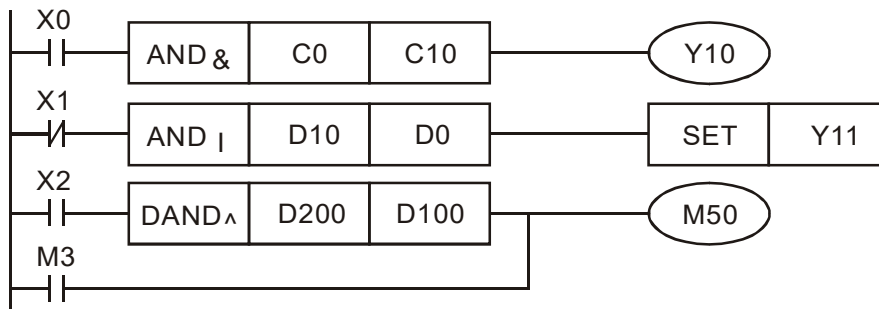 X0
AND & C0 C10 Y10
X1
AND | D10 D0 SET Y11
X2
DAND ^ D200 D100 M50
M3